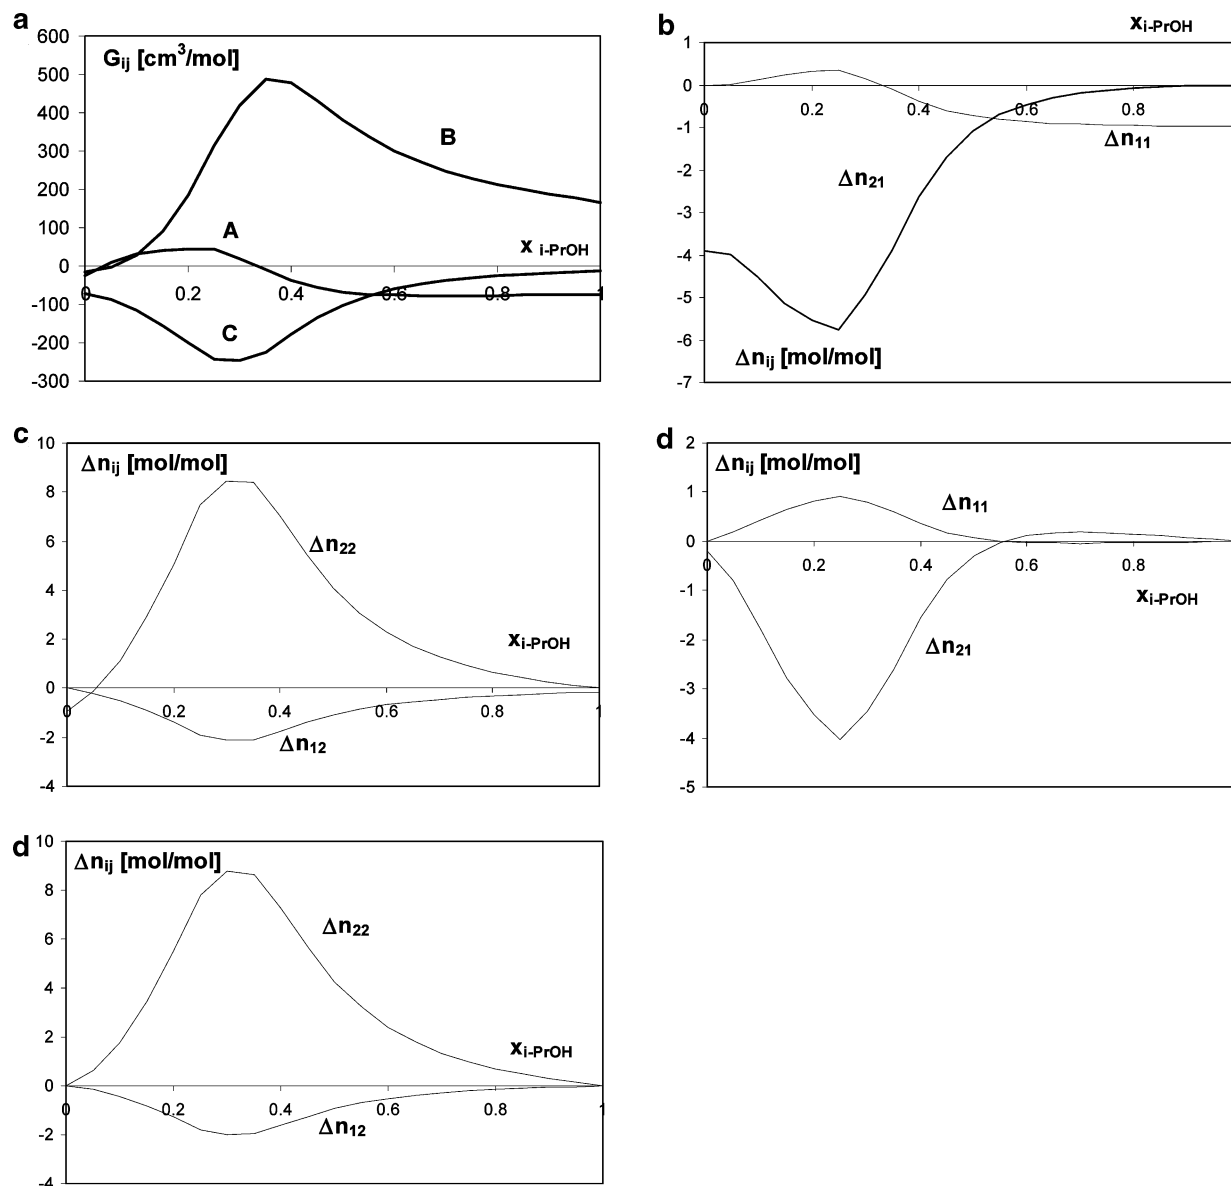 a
G_ij [cm^3/mol]
600
500
400
300
200
100
0
-100
-200
-300
0
0.2
0.4
0.6
0.8
1
A
B
C
x i-PrOH
b
x_i-PrOH
1
0
-1
-2
-3
-4
-5
-6
-7
0
0.2
0.4
0.6
0.8
Δn_11
Δn_21
Δn_ij [mol/mol]
c
Δn_ij [mol/mol]
10
8
6
4
2
0
-2
-4
0
0.2
0.4
0.6
0.8
1
Δn_22
x_i-PrOH
Δn_12
d
Δn_ij [mol/mol]
2
1
0
-1
-2
-3
-4
-5
0
0.2
0.4
0.6
0.8
Δn_11
x_i-PrOH
Δn_21
d
Δn_ij [mol/mol]
10
8
6
4
2
0
-2
-4
0
0.2
0.4
0.6
0.8
1
Δn_22
x_i-PrOH
Δn_12